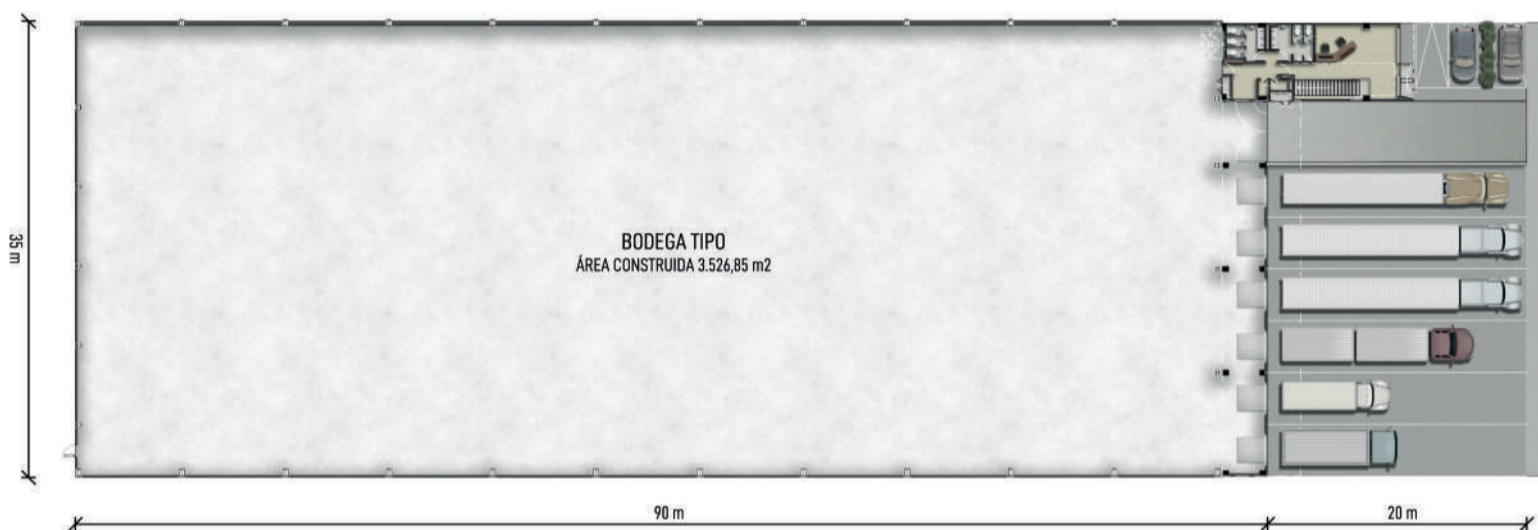 BODEGA TIPO
ÁREA CONSTRUIDA 3.526,85 m2
35 m
90 m
20 m